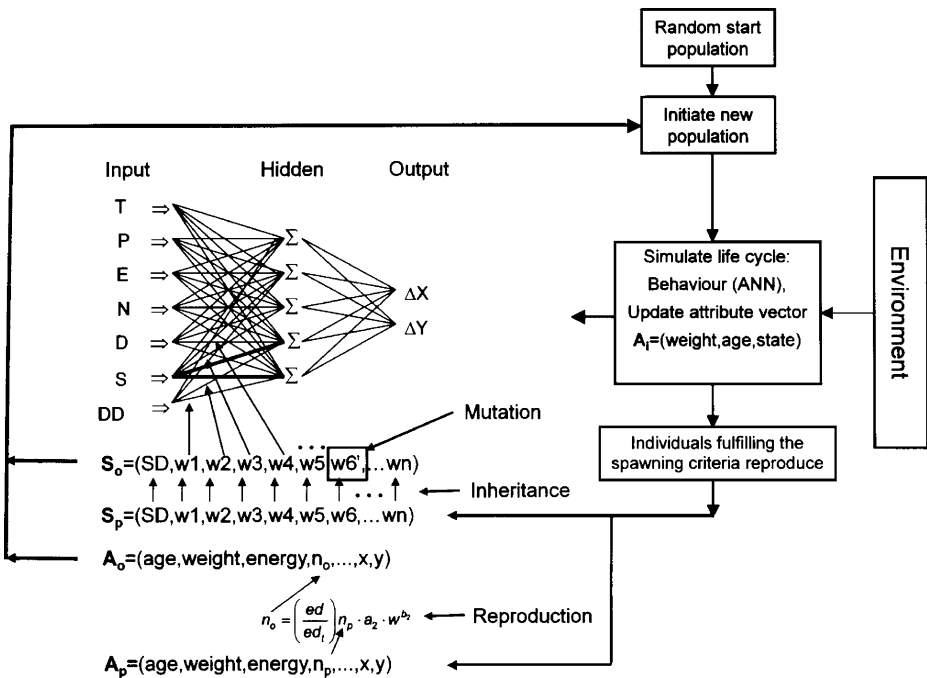 Random start
population
Initiate new
population
Input Hidden Output
T ⇒
P ⇒ Σ
E ⇒ Σ
N ⇒ Σ
D ⇒ Σ
S ⇒ Σ
DD ⇒
ΔX
ΔY
Simulate life cycle:
Behaviour (ANN),
Update attribute vector
A_i=(weight,age,state)
Environment
Mutation
Individuals fulfilling the
spawning criteria reproduce
S_o=(SD,w1,w2,w3,w4,w5,w6',...wn)
Inheritance
S_p=(SD,w1,w2,w3,w4,w5,w6,...wn)
A_o=(age,weight,energy,n_o,...,x,y)
n_o = (ed/ed_t) n_p · a_2 · w^{b_2}
Reproduction
A_p=(age,weight,energy,n_p,...,x,y)